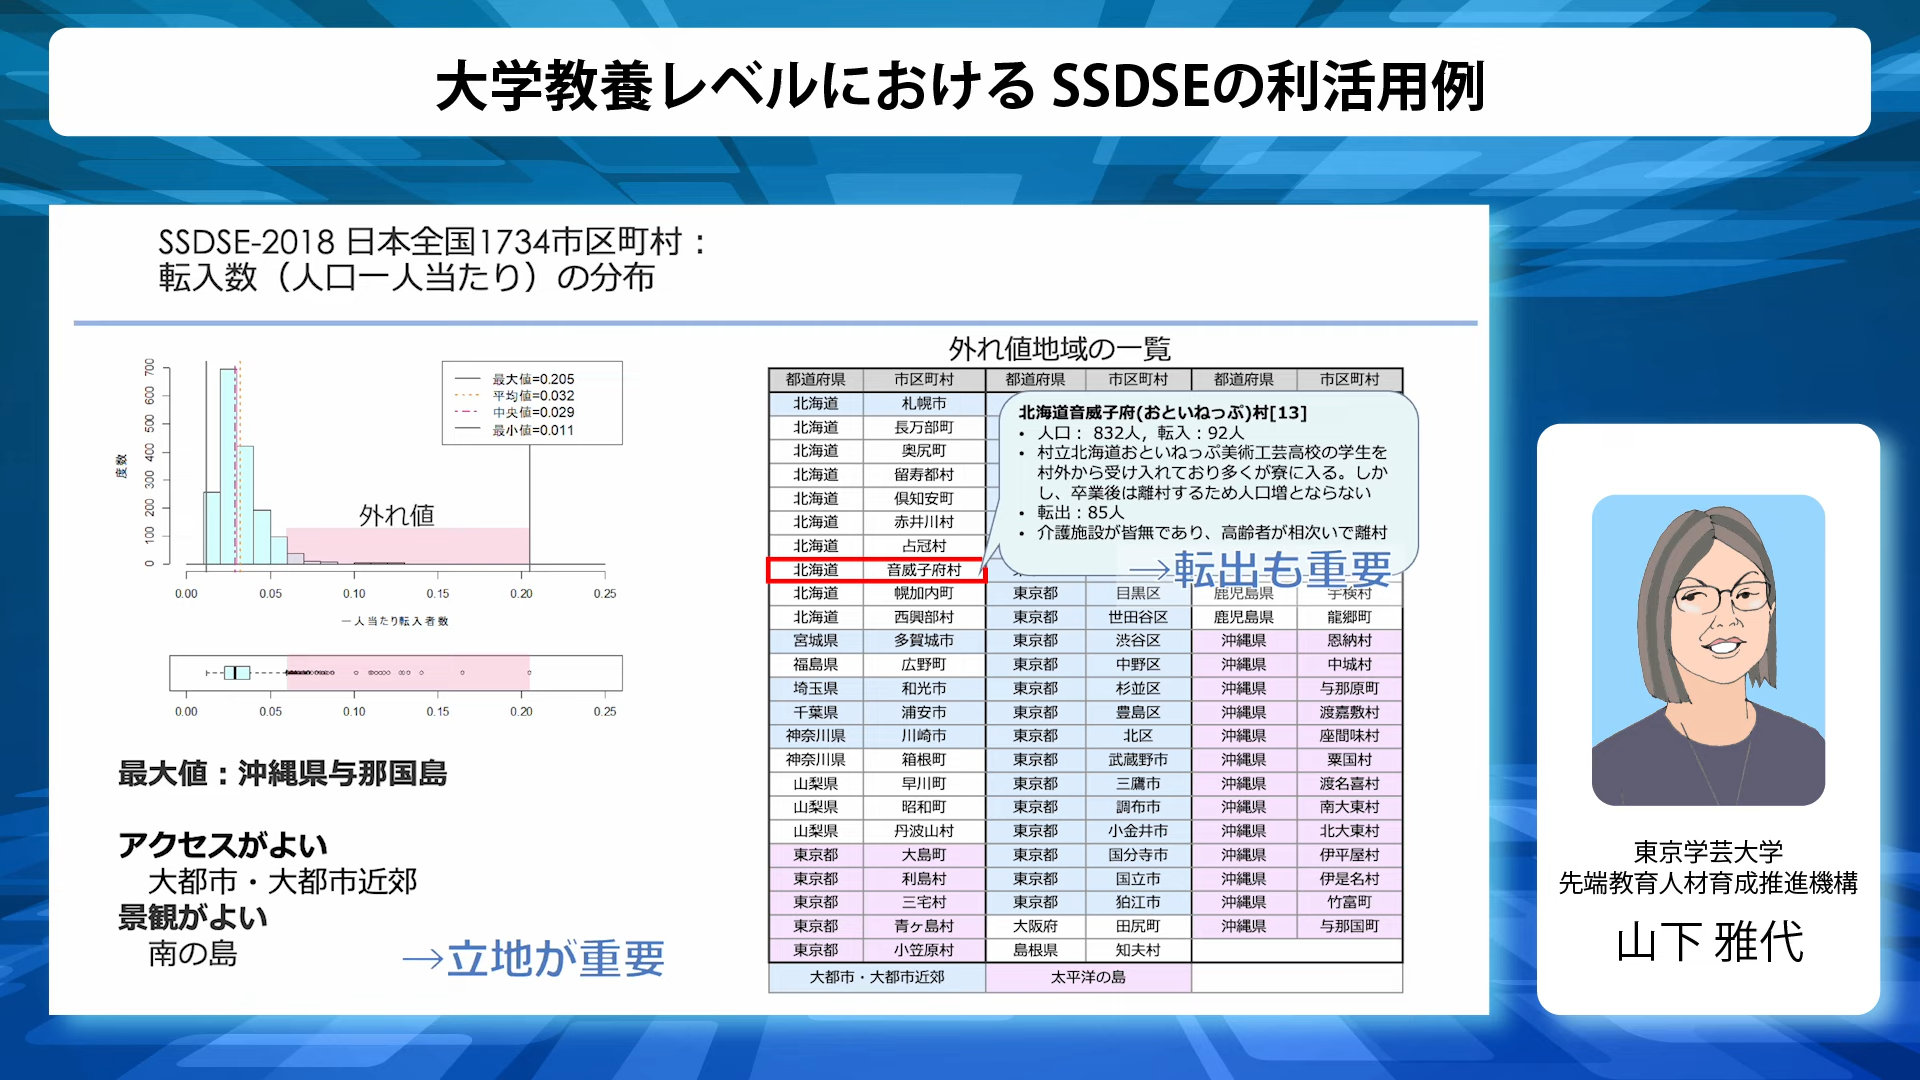 大学教養レベルにおける SSDSEの利活用例
SSDSE-2018 日本全国1734市区町村：
転入数（人口一人当たり）の分布
最大値=0.205
平均値=0.032
中央値=0.029
最小値=0.011
度数
0 100 200 300 400 500 600 700
外れ値
0.00 0.05 0.10 0.15 0.20 0.25
一人当たり転入者数
0.00 0.05 0.10 0.15 0.20 0.25
最大値：沖縄県与那国島
アクセスがよい
大都市・大都市近郊
景観がよい
南の島
→立地が重要
外れ値地域の一覧
都道府県 市区町村 都道府県 市区町村 都道府県 市区町村
北海道 札幌市
北海道 長万部町
北海道 奥尻町
北海道 留寿都村
北海道 倶知安町
北海道 赤井川村
北海道 占冠村
北海道 音威子府村
北海道(おといねっぷ)村[13]
北海道音威子府(おといねっぷ)村[13]
• 人口： 832人，転入：92人
• 村立北海道おといねっぷ美術工芸高校の学生を
村外から受け入れており多くが寮に入る。しか
し、卒業後は離村するため人口増とならない
• 転出：85人
• 介護施設が皆無であり、高齢者が相次いで離村
→転出も重要
北海道 幌加内町 東京都 目黒区 鹿児島県 宇検村
北海道 西興部村 東京都 世田谷区 鹿児島県 龍郷町
宮城県 多賀城市 東京都 渋谷区 沖縄県 恩納村
福島県 広野町 東京都 中野区 沖縄県 中城村
埼玉県 和光市 東京都 杉並区 沖縄県 与那原町
千葉県 浦安市 東京都 豊島区 沖縄県 渡嘉敷村
神奈川県 川崎市 東京都 北区 沖縄県 座間味村
神奈川県 箱根町 東京都 武蔵野市 沖縄県 粟国村
山梨県 早川町 東京都 三鷹市 沖縄県 渡名喜村
山梨県 昭和町 東京都 調布市 沖縄県 南大東村
山梨県 丹波山村 東京都 小金井市 沖縄県 北大東村
東京都 大島町 東京都 国分寺市 沖縄県 伊平屋村
東京都 利島村 東京都 国立市 沖縄県 伊是名村
東京都 三宅村 東京都 狛江市 沖縄県 竹富町
東京都 青ヶ島村 大阪府 田尻町 沖縄県 与那国町
東京都 小笠原村 島根県 知夫村
大都市・大都市近郊 太平洋の島
東京学芸大学
先端教育人材育成推進機構
山下 雅代